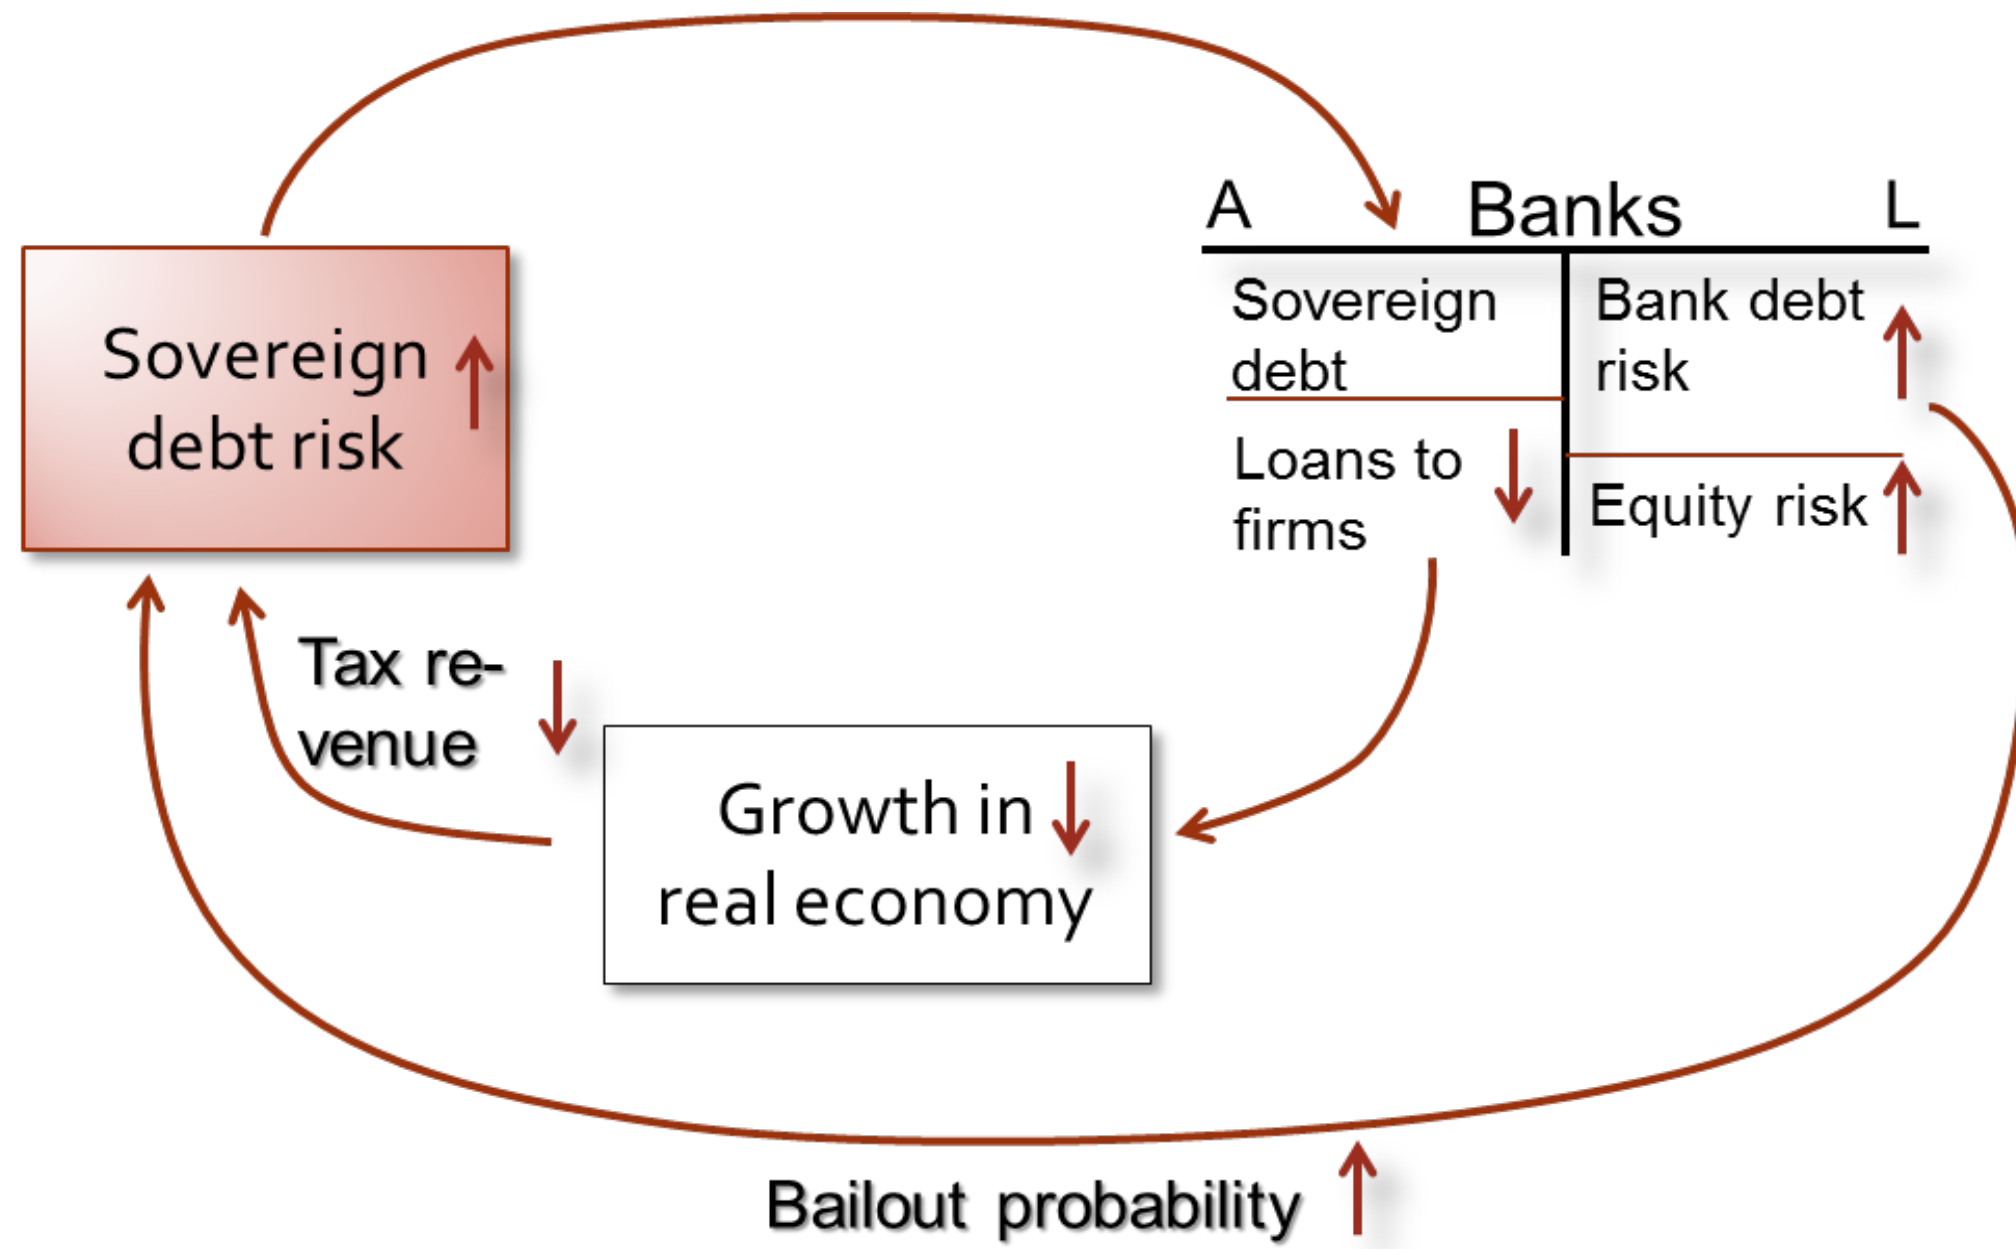 A Banks L
Sovereign
debt
Bank debt
risk
Loans to
firms
Equity risk
Sovereign
debt risk
Tax re-
venue
Growth in
real economy
Bailout probability